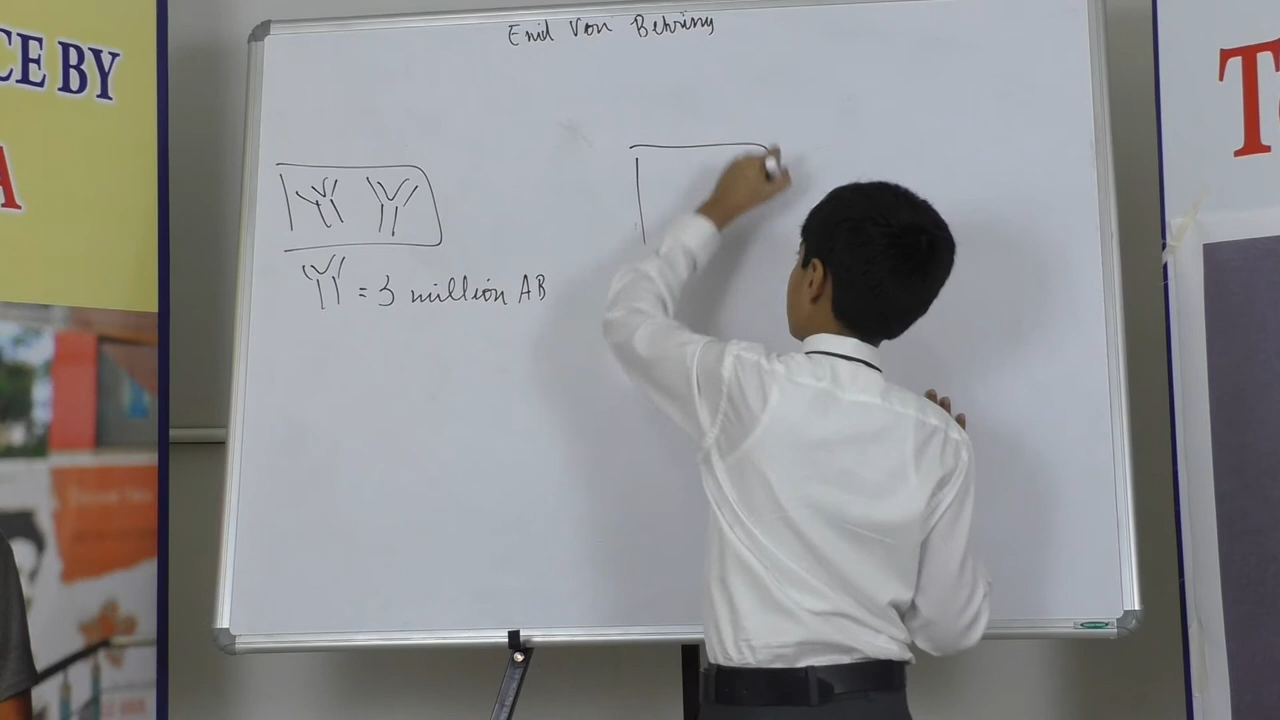 Emil Von Behring
= 3 million AB
CE BY
A
T